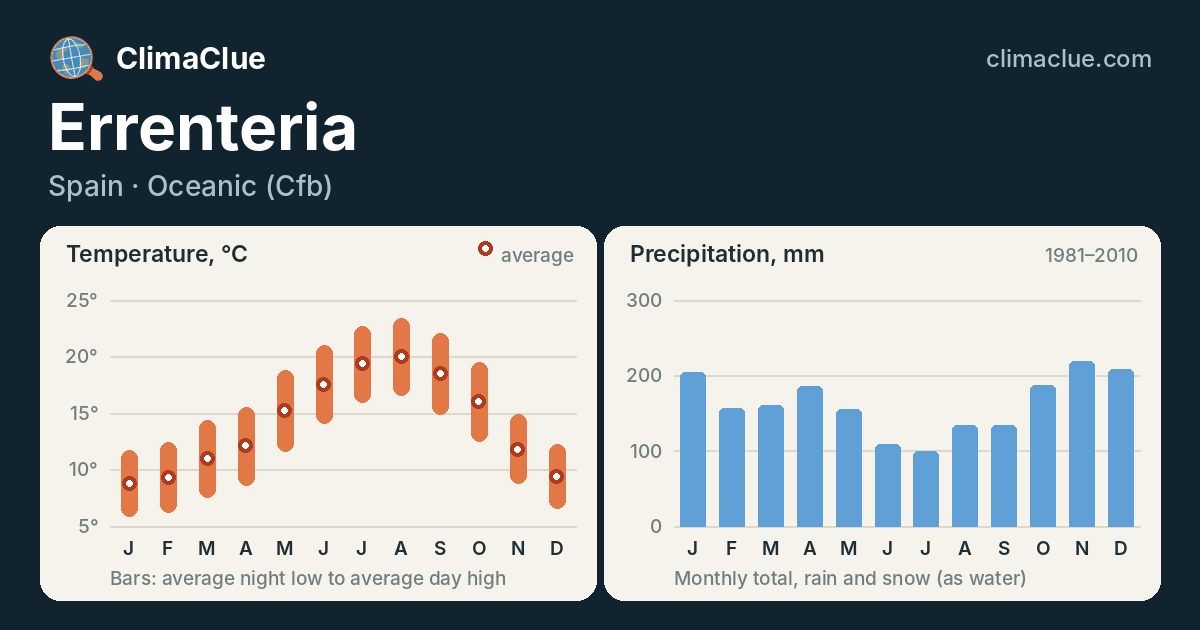 ClimaClue
climaclue.com
Errenteria
Spain · Oceanic (Cfb)
Temperature, °C
average
25°
20°
15°
10°
5°
J F M A M J J A S O N D
Bars: average night low to average day high
Precipitation, mm
1981–2010
300
200
100
0
J F M A M J J A S O N D
Monthly total, rain and snow (as water)